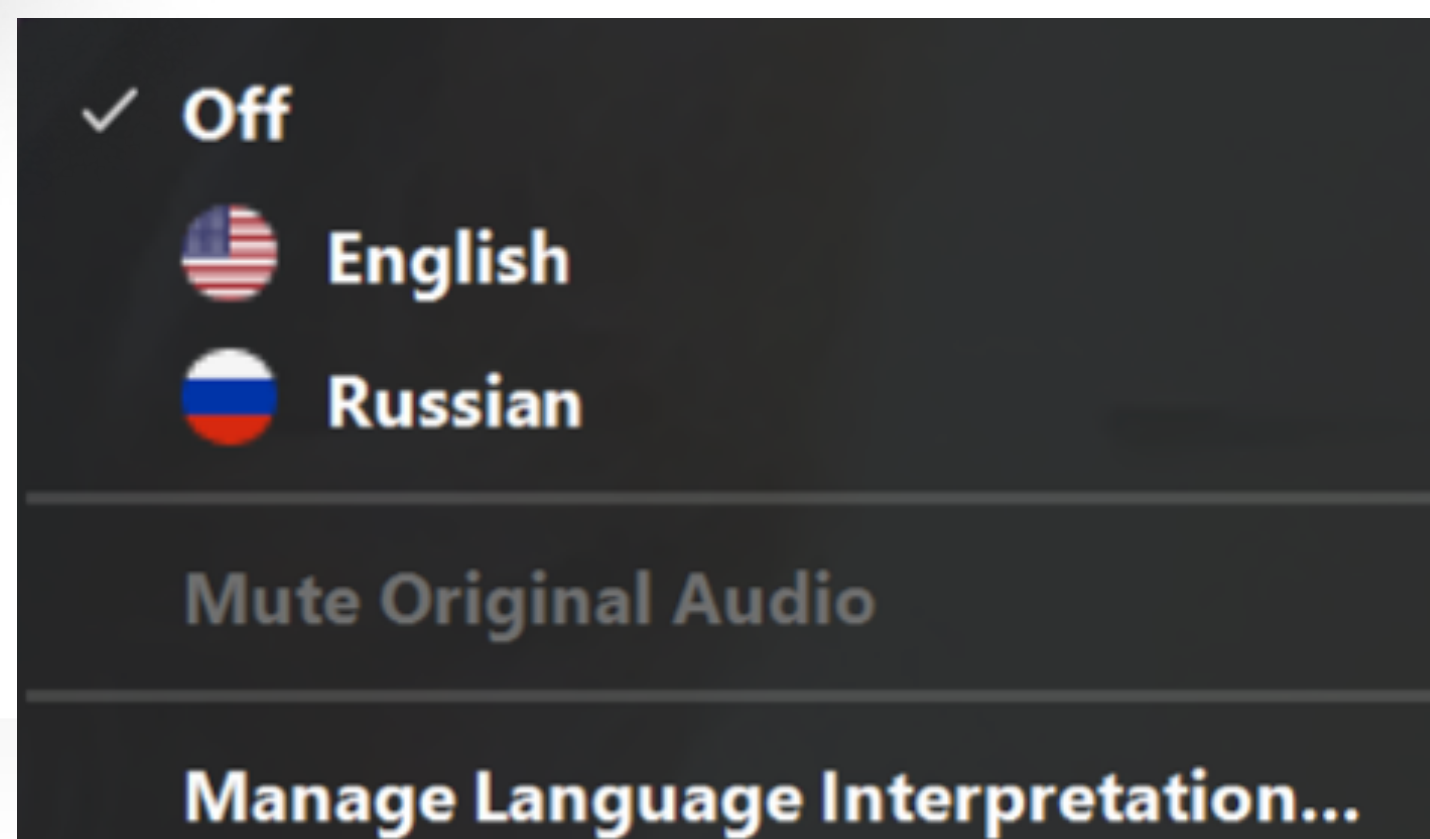 Off
English
Russian
Mute Original Audio
Manage Language Interpretation...